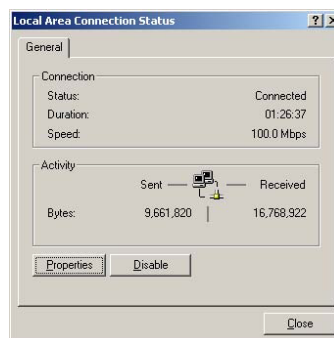 Local Area Connection Status
General
Connection
Status: Connected
Duration: 01:26:37
Speed: 100.0 Mbps
Activity
Sent Received
Bytes: 9,661,820 16,768,922
Properties Disable
Close